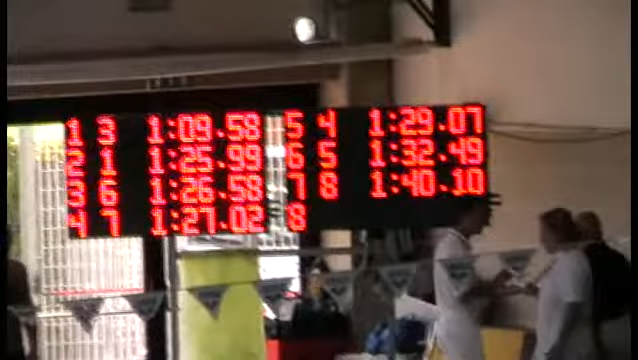 1 3 1:09.58 5 4 1:29.07
2 1 1:25.99 6 5 1:32.49
3 6 1:26.58 7 8 1:40.10
4 7 1:27.02 8